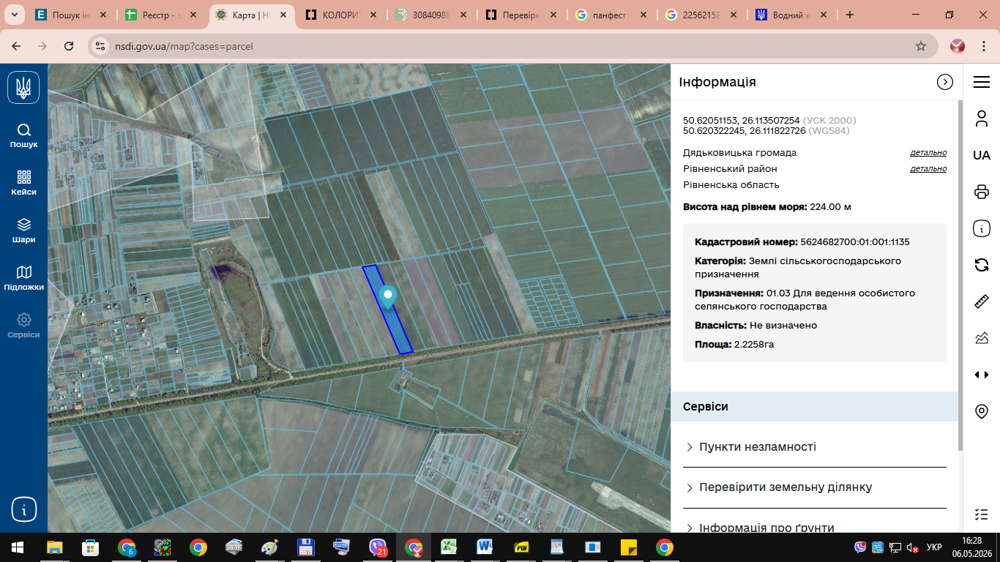 Пошук ін
Реєстр - з
Карта | Н
КОЛОРИТ
30840988
Перевірк
панфест -
22562158
Водний к
nsdi.gov.ua/map?cases=parcel
Пошук
Кейси
Шари
Підложки
Сервіси
Інформація
50.62051153, 26.113507254 (УСК 2000)
50.620322245, 26.111822726 (WGS84)
Дядьковицька громада детально
Рівненський район детально
Рівненська область
Висота над рівнем моря: 224.00 м
Кадастровий номер: 5624682700:01:001:1135
Категорія: Землі сільськогосподарського
призначення
Призначення: 01.03 Для ведення особистого
селянського господарства
Власність: Не визначено
Площа: 2.2258га
Сервіси
Пункти незламності
Перевірити земельну ділянку
Інформація про ґрунти
UA
6
21
PDF
УКР
16:28
06.05.2026